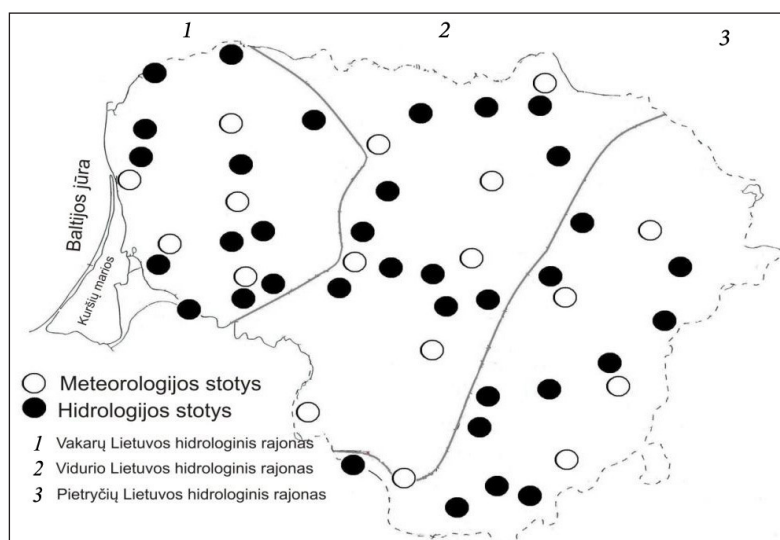 1
2
3
Baltijos jūra
Kuršių marios
Meteorologijos stotys
Hidrologijos stotys
1 Vakarų Lietuvos hidrologinis rajonas
2 Vidurio Lietuvos hidrologinis rajonas
3 Pietryčių Lietuvos hidrologinis rajonas